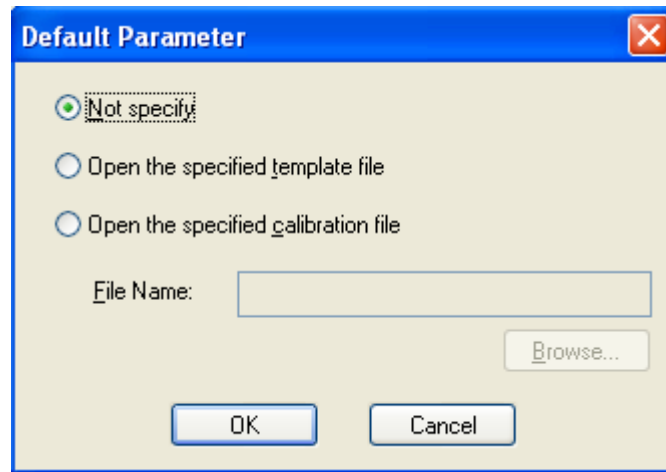 Default Parameter
Not specify
Open the specified template file
Open the specified calibration file
File Name:
Browse...
OK Cancel